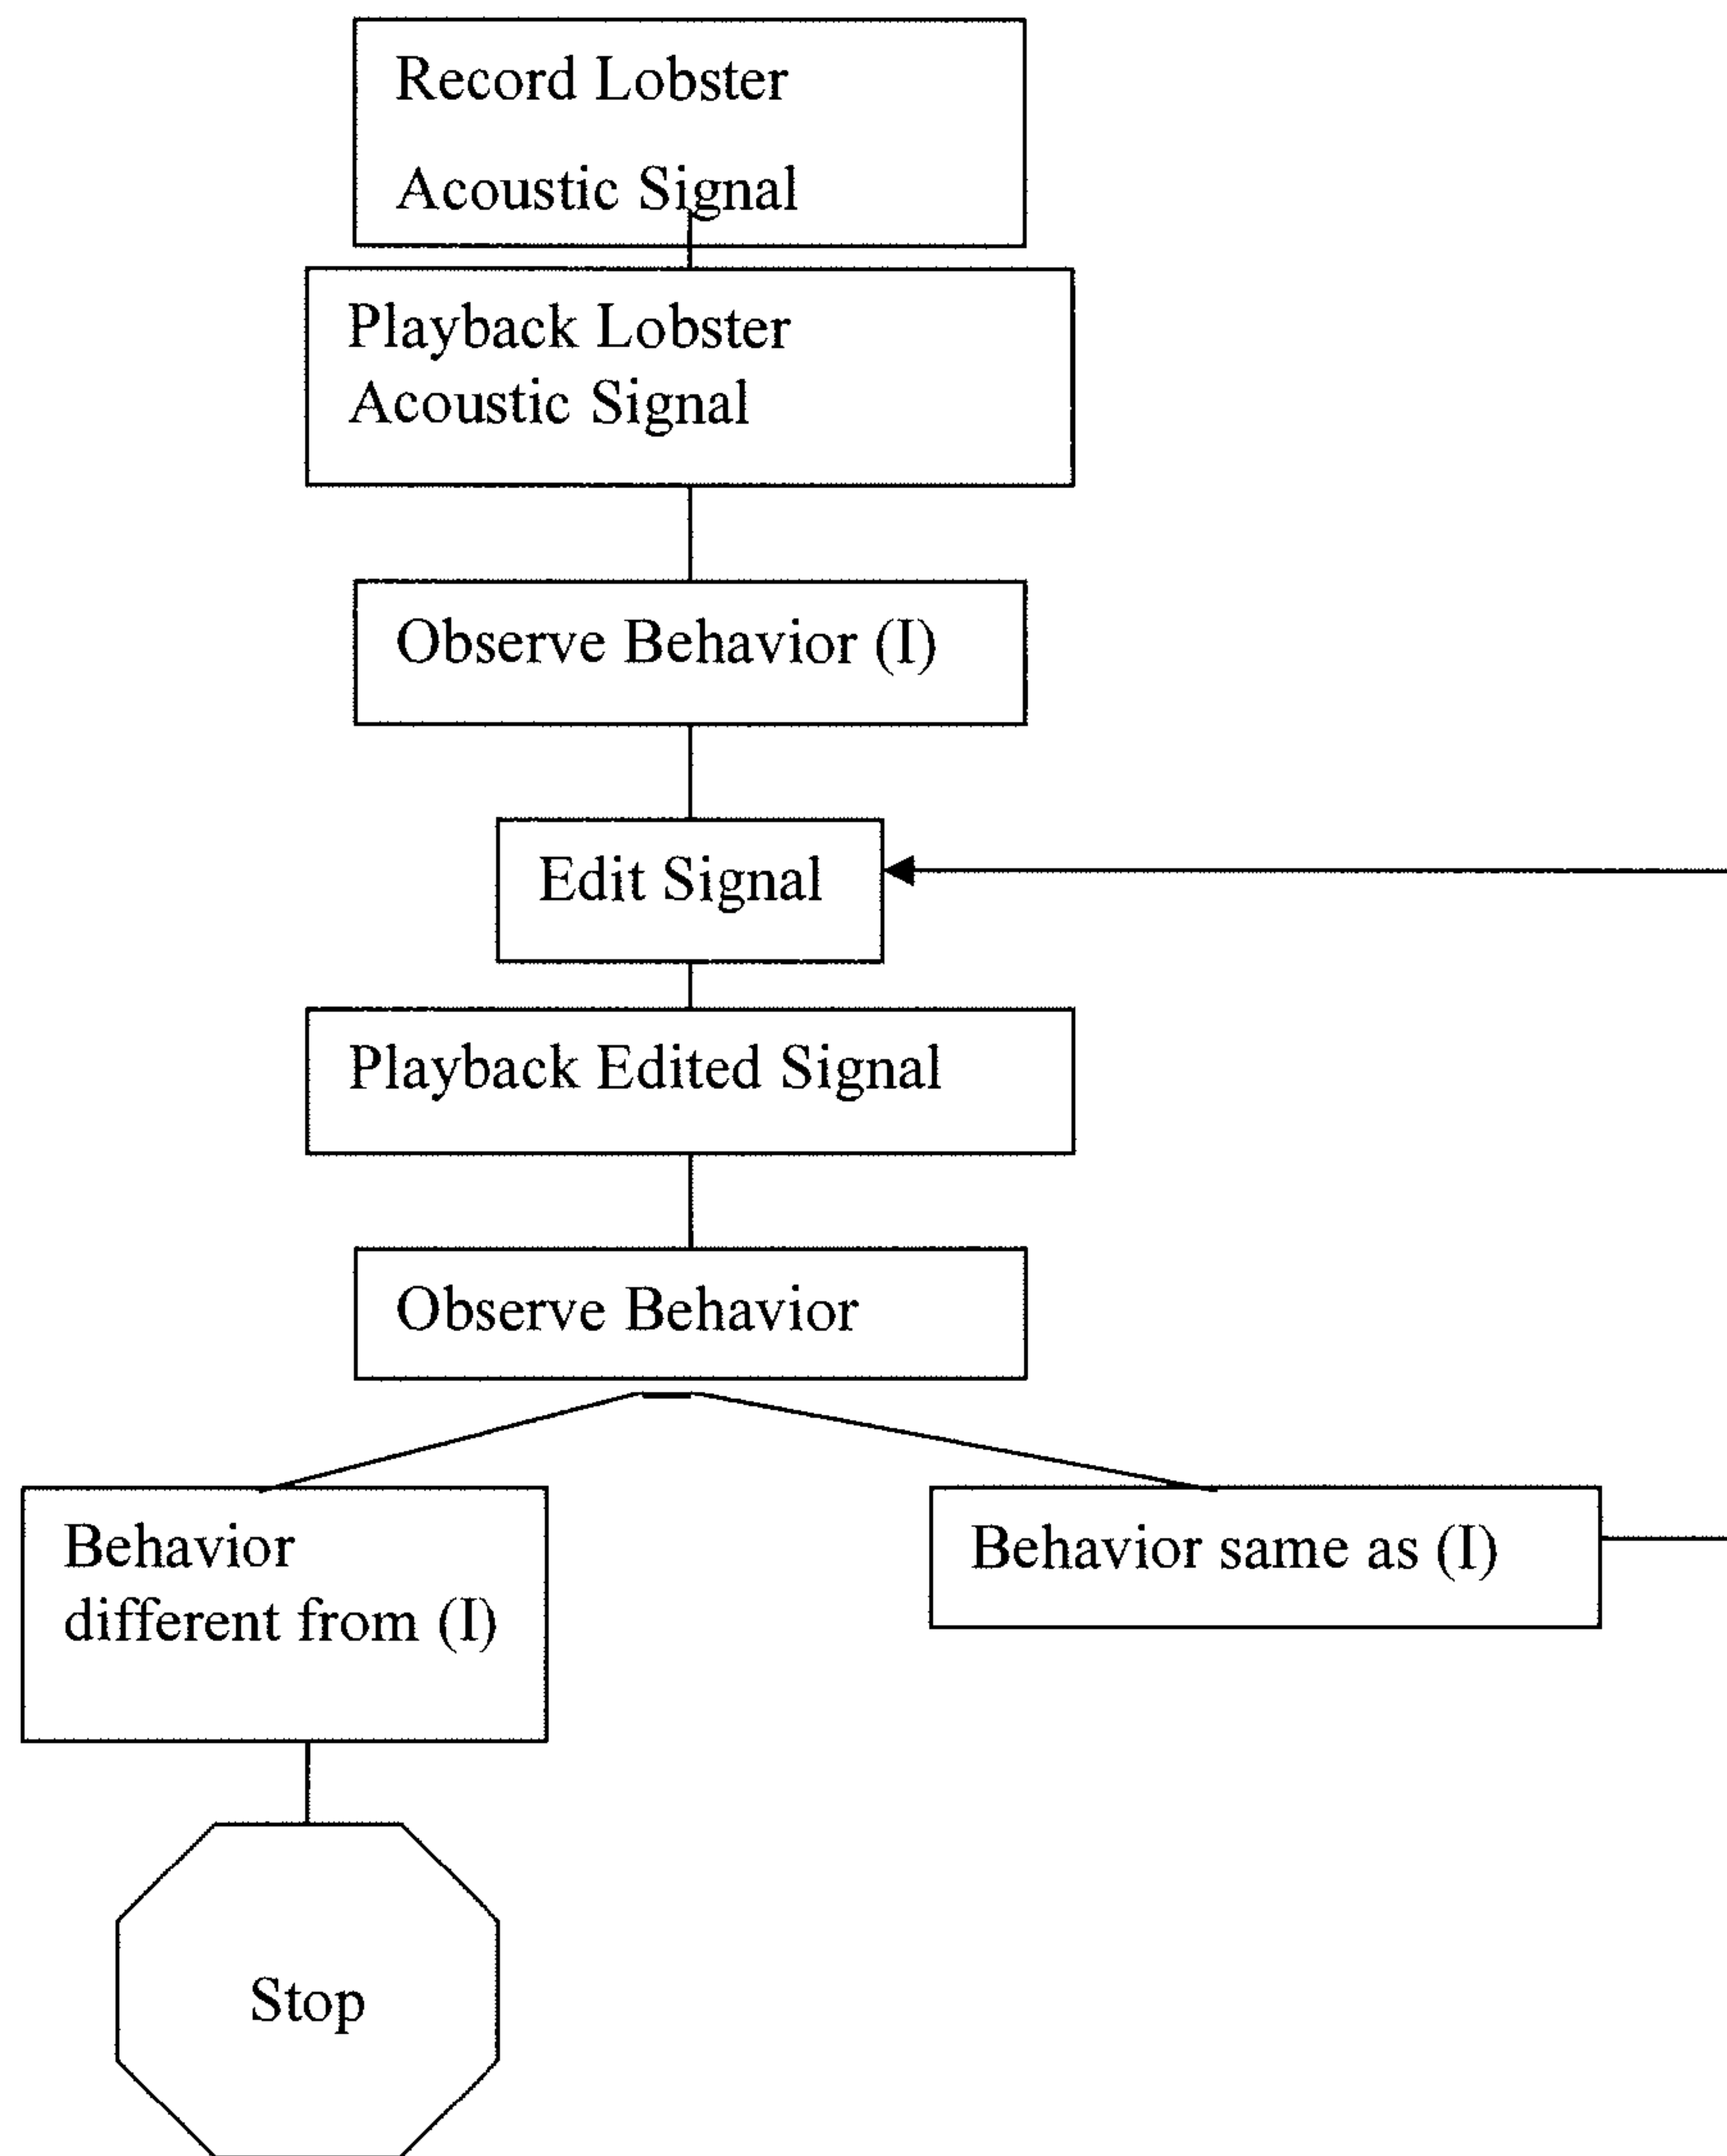 Record Lobster
Acoustic Signal
Playback Lobster
Acoustic Signal
Observe Behavior (I)
Edit Signal
Playback Edited Signal
Observe Behavior
Behavior
different from (I)
Behavior same as (I)
Stop